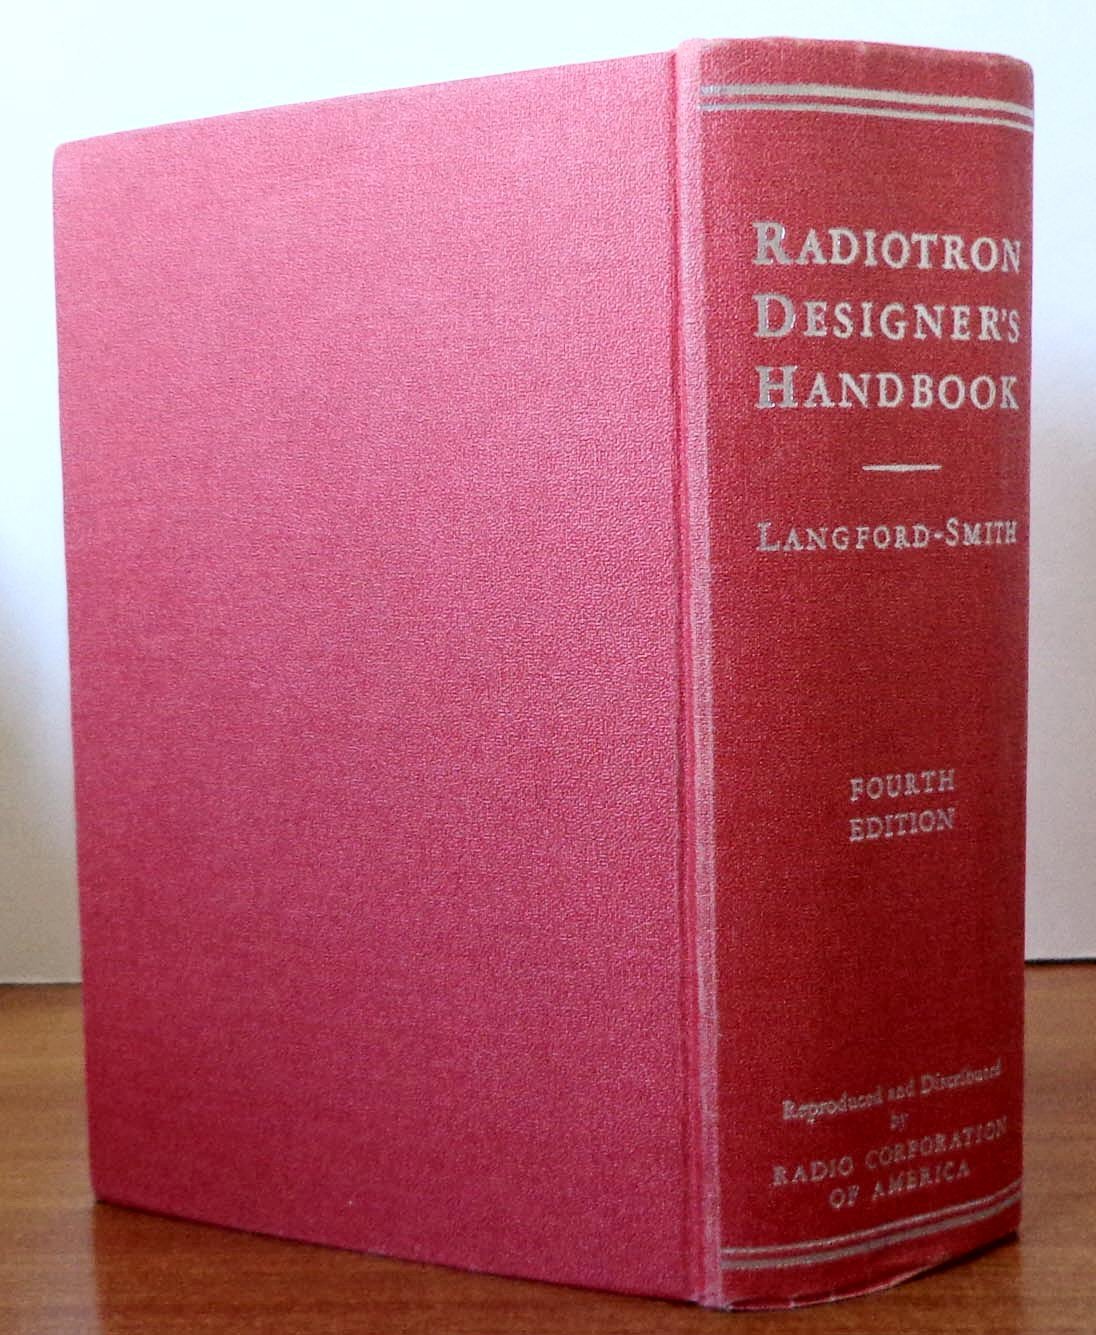 RADIOTRON
DESIGNER'S
HANDBOOK
LANGFORD-SMITH
FOURTH
EDITION
Reproduced and Distributed
by
RADIO CORPORATION
OF AMERICA